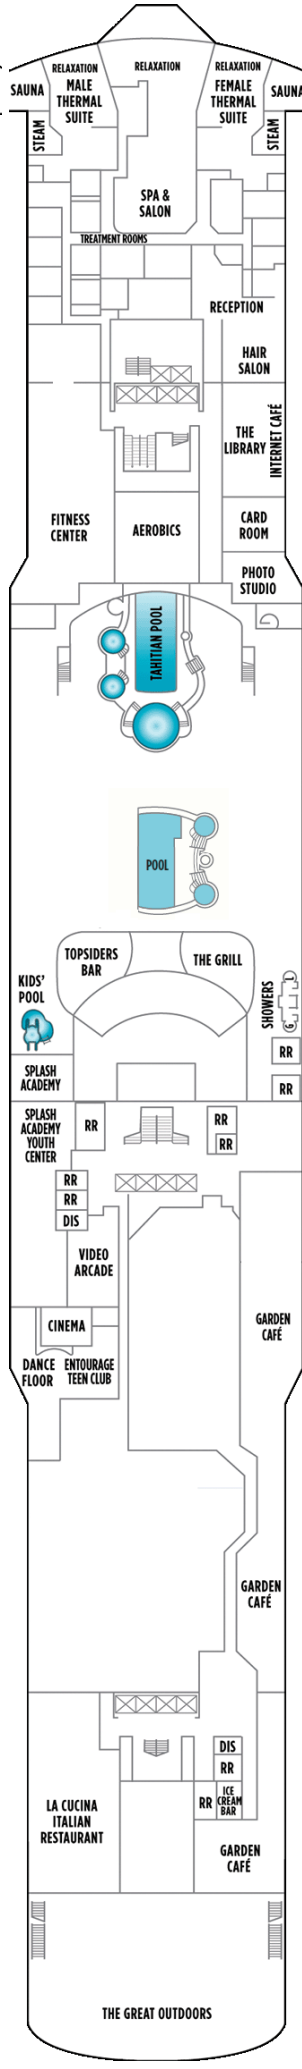 RELAXATION
RELAXATION
RELAXATION
SAUNA
MALE
THERMAL
SUITE
FEMALE
THERMAL
SUITE
SAUNA
STEAM
STEAM
SPA &
SALON
TREATMENT ROOMS
RECEPTION
HAIR
SALON
THE
LIBRARY
INTERNET CAFÉ
FITNESS
CENTER
AEROBICS
CARD
ROOM
PHOTO
STUDIO
TAHITIAN POOL
POOL
TOPSIDERS
BAR
THE GRILL
KIDS'
POOL
SHOWERS
L
G
RR
SPLASH
ACADEMY
RR
SPLASH
ACADEMY
YOUTH
CENTER
RR
RR
RR
RR
RR
DIS
VIDEO
ARCADE
CINEMA
GARDEN
CAFÉ
DANCE
FLOOR
ENTOURAGE
TEEN CLUB
GARDEN
CAFÉ
DIS
RR
RR
ICE
CREAM
BAR
LA CUCINA
ITALIAN
RESTAURANT
GARDEN
CAFÉ
THE GREAT OUTDOORS